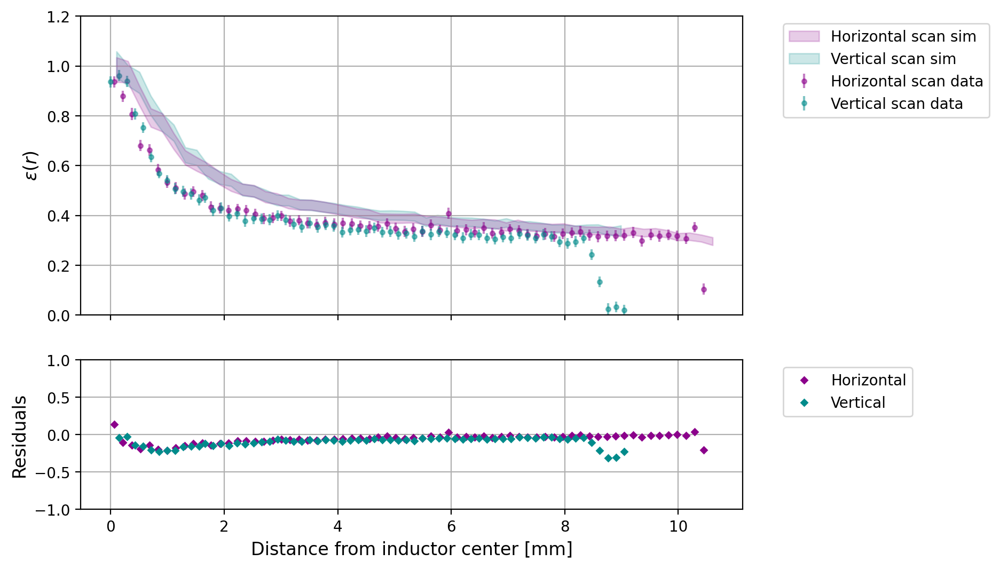 1.2
1.0
0.8
0.6
0.4
0.2
0.0
ε(r)
Horizontal scan sim
Vertical scan sim
Horizontal scan data
Vertical scan data
1.0
0.5
0.0
−0.5
−1.0
Residuals
Horizontal
Vertical
0 2 4 6 8 10
Distance from inductor center [mm]